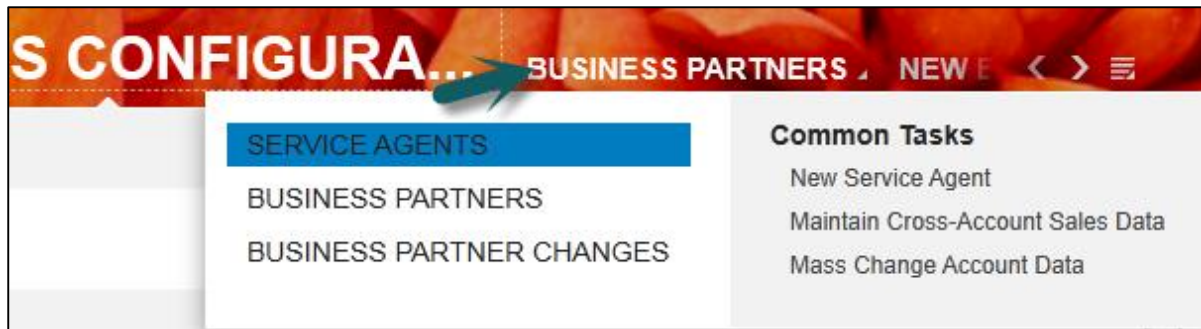 S CONFIGURA... BUSINESS PARTNERS NEW
SERVICE AGENTS
BUSINESS PARTNERS
BUSINESS PARTNER CHANGES
Common Tasks
New Service Agent
Maintain Cross-Account Sales Data
Mass Change Account Data